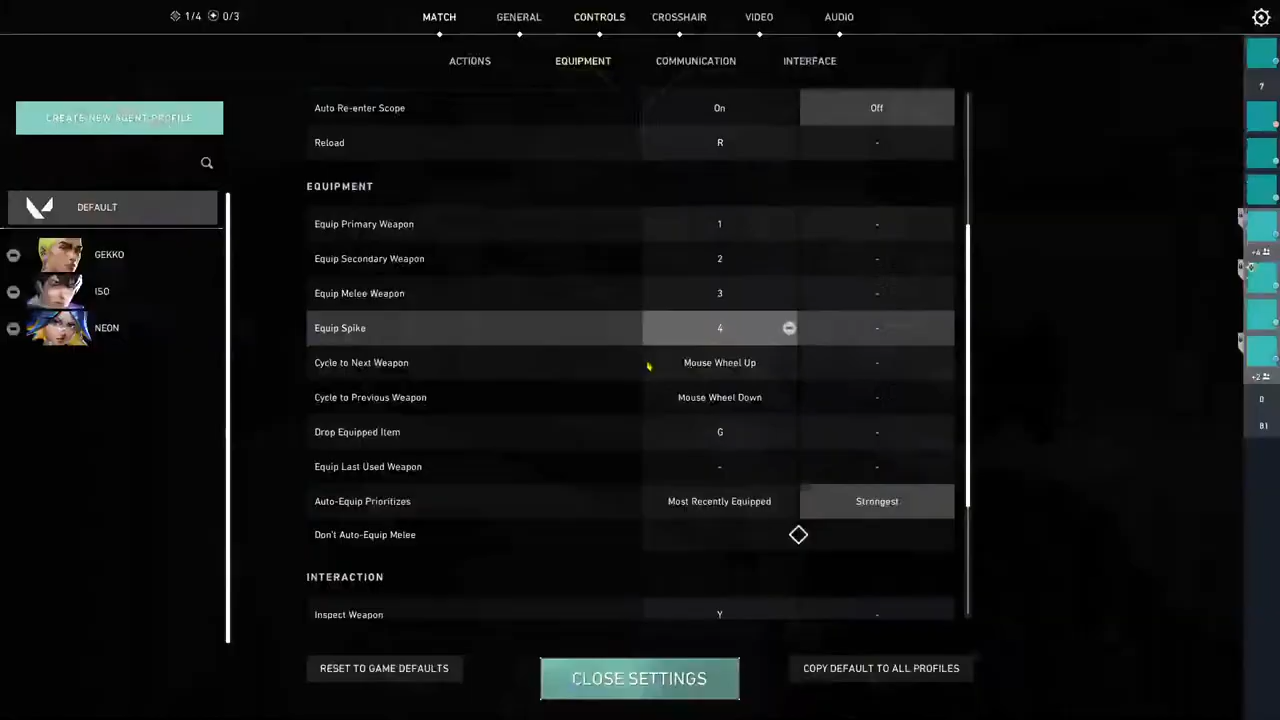 1/4 0/3
MATCH GENERAL CONTROLS CROSSHAIR VIDEO AUDIO
ACTIONS EQUIPMENT COMMUNICATION INTERFACE
CREATE NEW AGENT PROFILE
DEFAULT
GEKKO
ISO
NEON
Auto Re-enter Scope On Off
Reload R -
EQUIPMENT
Equip Primary Weapon 1 -
Equip Secondary Weapon 2 -
Equip Melee Weapon 3 -
Equip Spike 4 -
Cycle to Next Weapon Mouse Wheel Up -
Cycle to Previous Weapon Mouse Wheel Down -
Drop Equipped Item G -
Equip Last Used Weapon - -
Auto-Equip Prioritizes Most Recently Equipped Strongest
Don't Auto-Equip Melee
INTERACTION
Inspect Weapon Y -
RESET TO GAME DEFAULTS
CLOSE SETTINGS
COPY DEFAULT TO ALL PROFILES
7
+4
+2